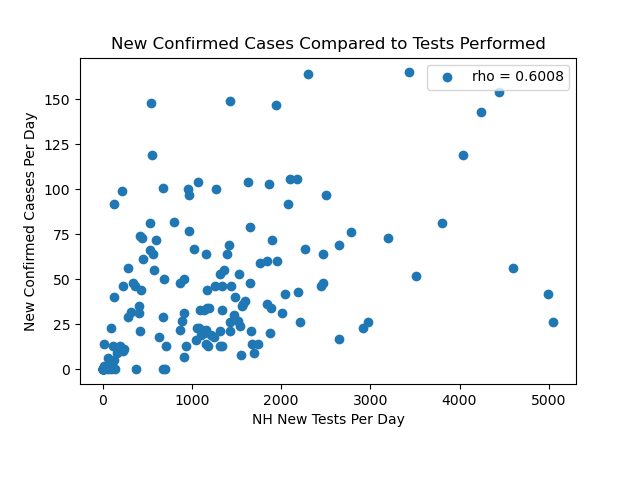 New Confirmed Cases Compared to Tests Performed
rho = 0.6008
150
125
100
75
50
25
0
New Confirmed Caeses Per Day
0 1000 2000 3000 4000 5000
NH New Tests Per Day